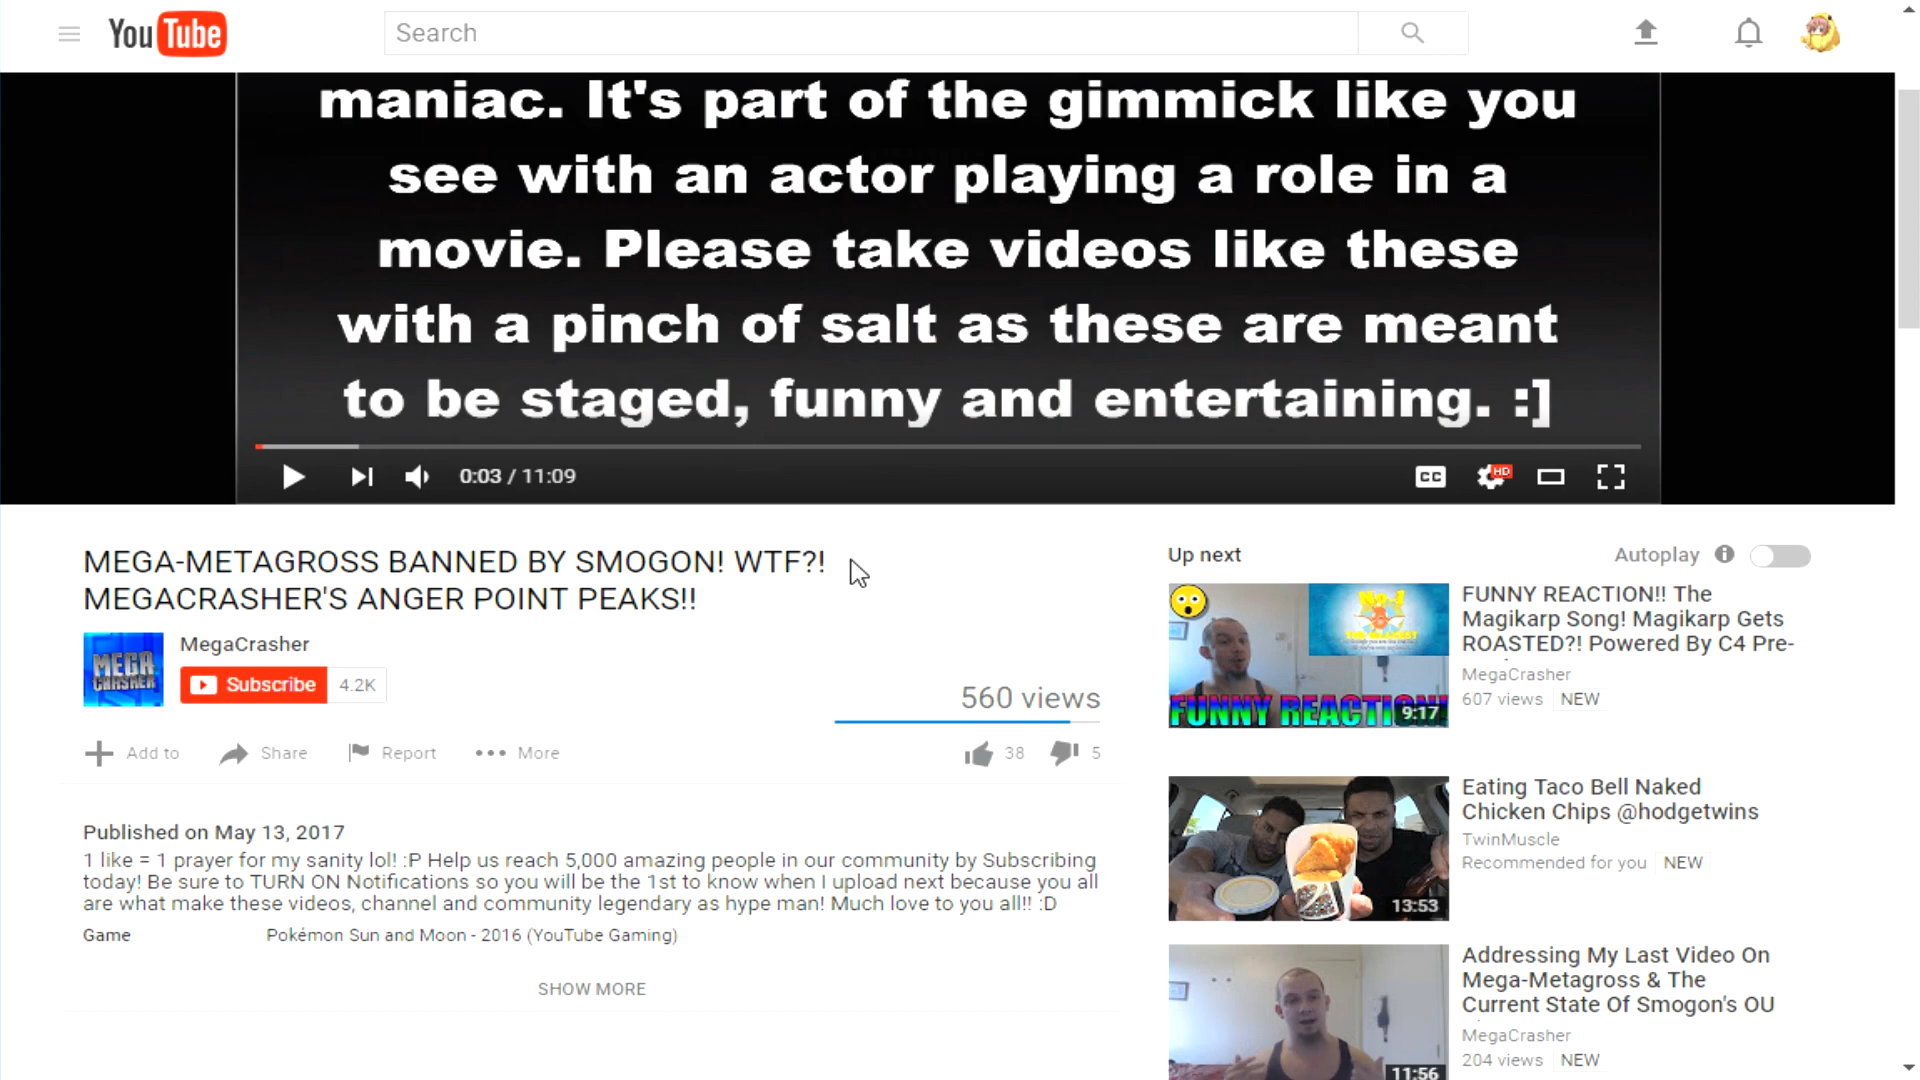 YouTube
Search
maniac. It's part of the gimmick like you
see with an actor playing a role in a
movie. Please take videos like these
with a pinch of salt as these are meant
to be staged, funny and entertaining. :]
0:03 / 11:09
CC
HD
MEGA-METAGROSS BANNED BY SMOGON! WTF?!
MEGACRASHER'S ANGER POINT PEAKS!!
MEGA
CRASHER
MegaCrasher
Subscribe
4.2K
560 views
Add to
Share
Report
More
38
5
Published on May 13, 2017
1 like = 1 prayer for my sanity lol! :P Help us reach 5,000 amazing people in our community by Subscribing
today! Be sure to TURN ON Notifications so you will be the 1st to know when I upload next because you all
are what make these videos, channel and community legendary as hype man! Much love to you all!! :D
Game
Pokémon Sun and Moon - 2016 (YouTube Gaming)
SHOW MORE
Up next
Autoplay
FUNNY REACTION!
9:17
FUNNY REACTION!! The
Magikarp Song! Magikarp Gets
ROASTED?! Powered By C4 Pre-
MegaCrasher
607 views
NEW
13:53
Eating Taco Bell Naked
Chicken Chips @hodgetwins
TwinMuscle
Recommended for you
NEW
11:56
Addressing My Last Video On
Mega-Metagross & The
Current State Of Smogon's OU
MegaCrasher
204 views
NEW